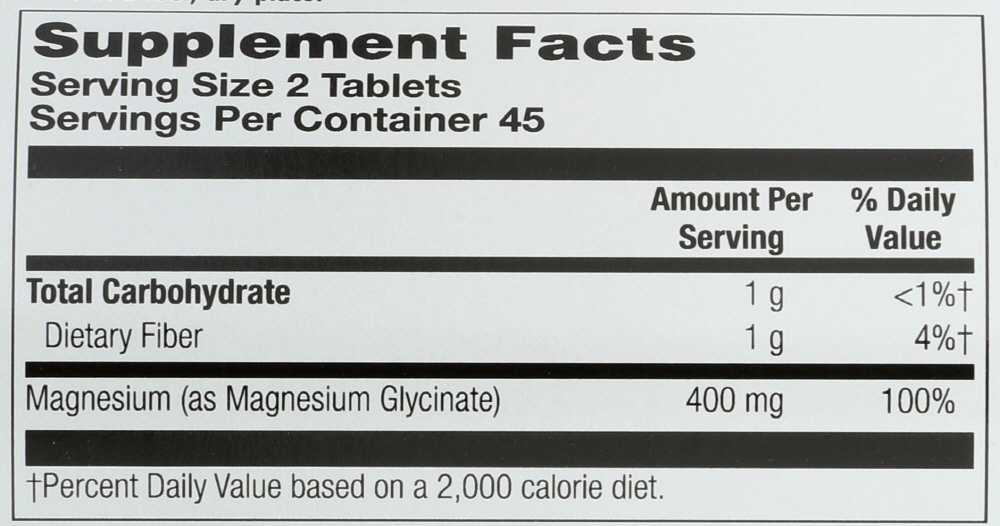 Supplement Facts
Serving Size 2 Tablets
Servings Per Container 45
Amount Per Serving % Daily Value
Total Carbohydrate 1 g <1%†
Dietary Fiber 1 g 4%†
Magnesium (as Magnesium Glycinate) 400 mg 100%
†Percent Daily Value based on a 2,000 calorie diet.